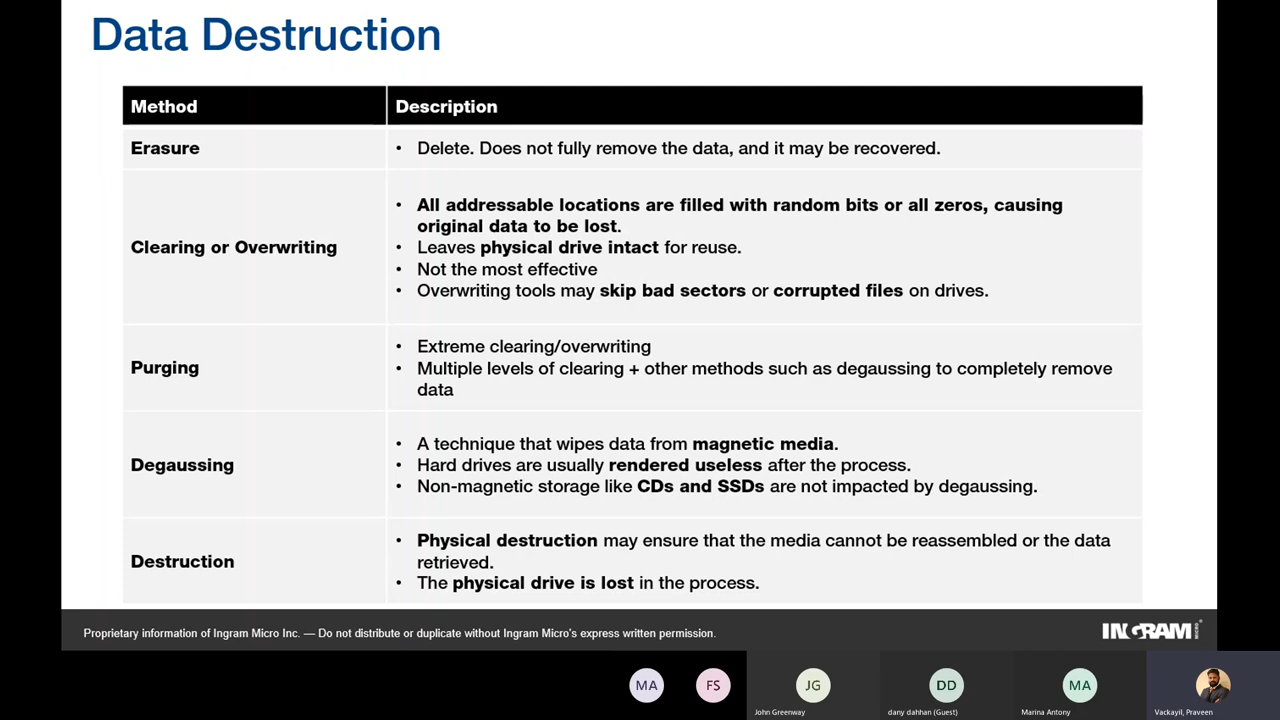 Data Destruction
Method
Description
Erasure
• Delete. Does not fully remove the data, and it may be recovered.
Clearing or Overwriting
• All addressable locations are filled with random bits or all zeros, causing
original data to be lost.
• Leaves physical drive intact for reuse.
• Not the most effective
• Overwriting tools may skip bad sectors or corrupted files on drives.
Purging
• Extreme clearing/overwriting
• Multiple levels of clearing + other methods such as degaussing to completely remove
data
Degaussing
• A technique that wipes data from magnetic media.
• Hard drives are usually rendered useless after the process.
• Non-magnetic storage like CDs and SSDs are not impacted by degaussing.
Destruction
• Physical destruction may ensure that the media cannot be reassembled or the data
retrieved.
• The physical drive is lost in the process.
Proprietary information of Ingram Micro Inc. — Do not distribute or duplicate without Ingram Micro's express written permission.
INGRAM MICRO
MA
FS
JG
DD
MA
John Greenway
dany dahhan (Guest)
Marina Antony
Vackayil, Praveen